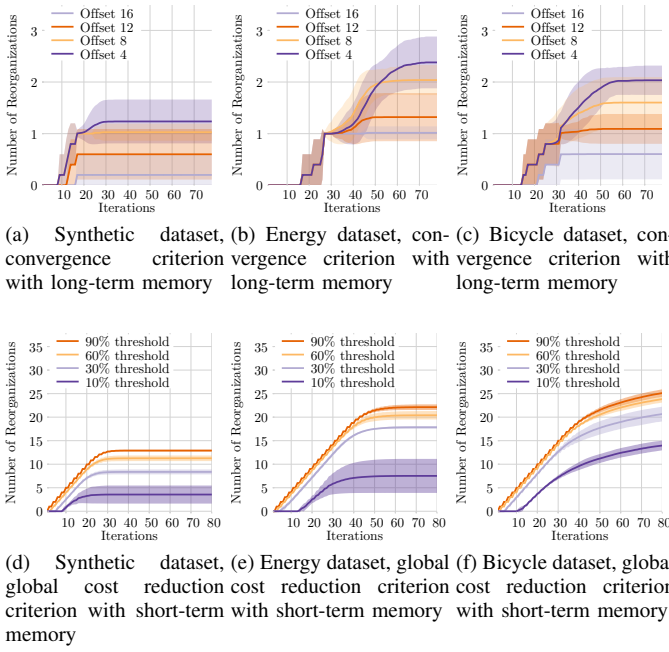 Number of Reorganizations
3
2
1
0
Offset 16
Offset 12
Offset 8
Offset 4
10 20 30 40 50 60 70
Iterations
Number of Reorganizations
3
2
1
0
Offset 16
Offset 12
Offset 8
Offset 4
10 20 30 40 50 60 70
Iterations
Number of Reorganizations
3
2
1
0
Offset 16
Offset 12
Offset 8
Offset 4
10 20 30 40 50 60 70
Iterations
(a) Synthetic dataset,
convergence criterion
with long-term memory
(b) Energy dataset, con-
vergence criterion with
long-term memory
(c) Bicycle dataset, con-
vergence criterion with
long-term memory
Number of Reorganizations
35
30
25
20
15
10
5
0
90% threshold
60% threshold
30% threshold
10% threshold
0 10 20 30 40 50 60 70 80
Iterations
Number of Reorganizations
35
30
25
20
15
10
5
0
90% threshold
60% threshold
30% threshold
10% threshold
0 10 20 30 40 50 60 70 80
Iterations
Number of Reorganizations
35
30
25
20
15
10
5
0
90% threshold
60% threshold
30% threshold
10% threshold
0 10 20 30 40 50 60 70 80
Iterations
(d) Synthetic dataset,
global cost reduction
criterion with short-term
memory
(e) Energy dataset, global
cost reduction criterion
with short-term memory
(f) Bicycle dataset, global
cost reduction criterion
with short-term memory